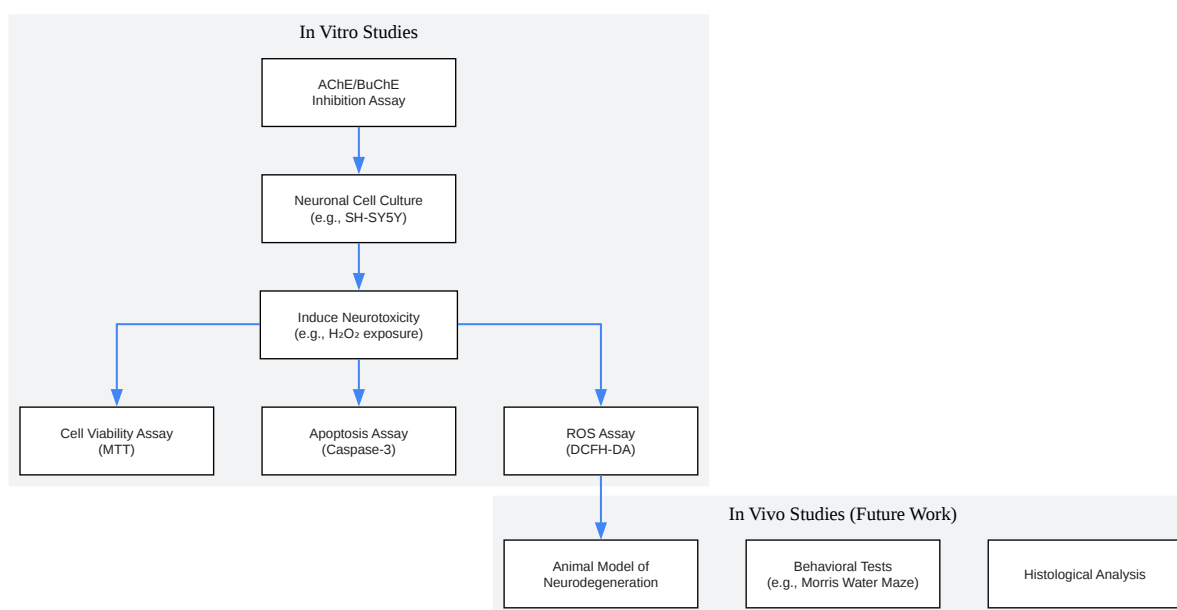 In Vitro Studies
AChE/BuChE
Inhibition Assay
Neuronal Cell Culture
(e.g., SH-SY5Y)
Induce Neurotoxicity
(e.g., H₂O₂ exposure)
Cell Viability Assay
(MTT)
Apoptosis Assay
(Caspase-3)
ROS Assay
(DCFH-DA)
In Vivo Studies (Future Work)
Animal Model of
Neurodegeneration
Behavioral Tests
(e.g., Morris Water Maze)
Histological Analysis